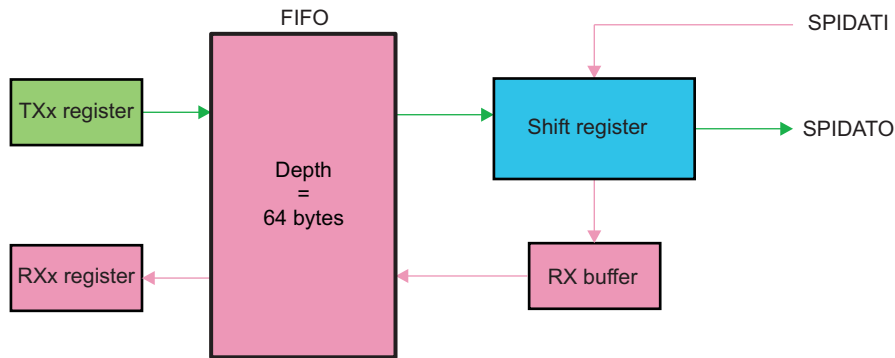 FIFO
SPIDATI
TXx register
Shift register
SPIDATO
Depth
=
64 bytes
RXx register
RX buffer